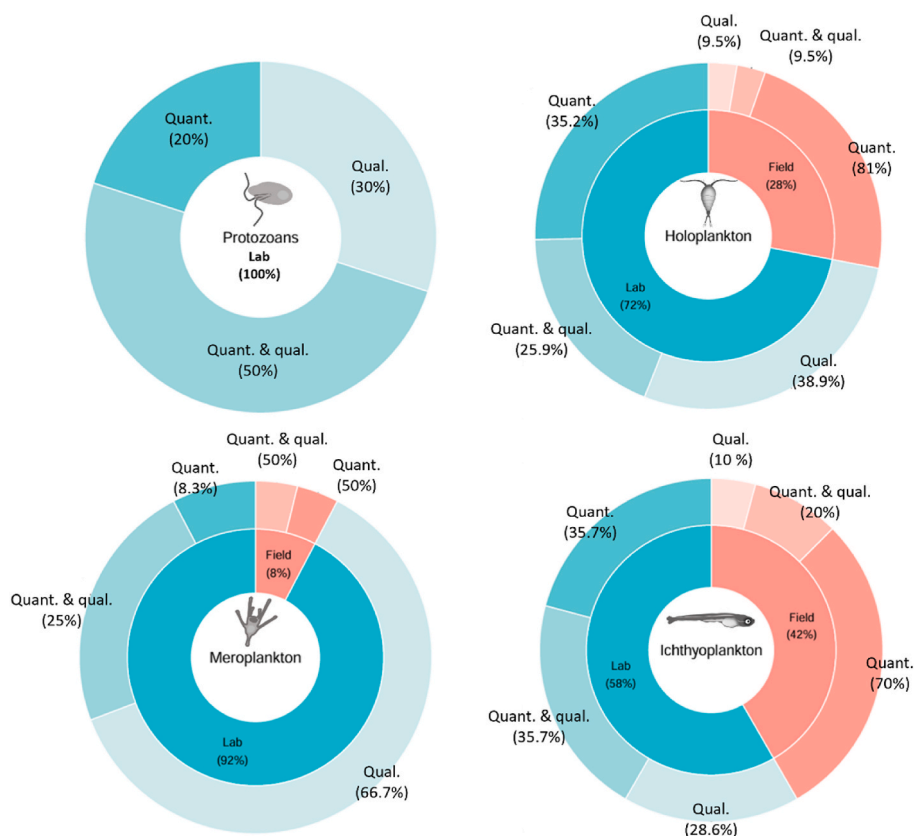 Quant.
(20%)
Qual.
(30%)
Protozoans
Lab
(100%)
Quant. & qual.
(50%)
Qual.
(9.5%)
Quant. & qual.
(9.5%)
Quant.
(35.2%)
Quant.
(81%)
Field
(28%)
Holoplankton
Lab
(72%)
Quant. & qual.
(25.9%)
Qual.
(38.9%)
Quant. & qual.
(50%)
Quant.
(8.3%)
Quant.
(50%)
Field
(8%)
Quant. & qual.
(25%)
Meroplankton
Lab
(92%)
Qual.
(66.7%)
Qual.
(10 %)
Quant. & qual.
(20%)
Quant.
(35.7%)
Field
(42%)
Ichthyoplankton
Lab
(58%)
Quant.
(70%)
Quant. & qual.
(35.7%)
Qual.
(28.6%)